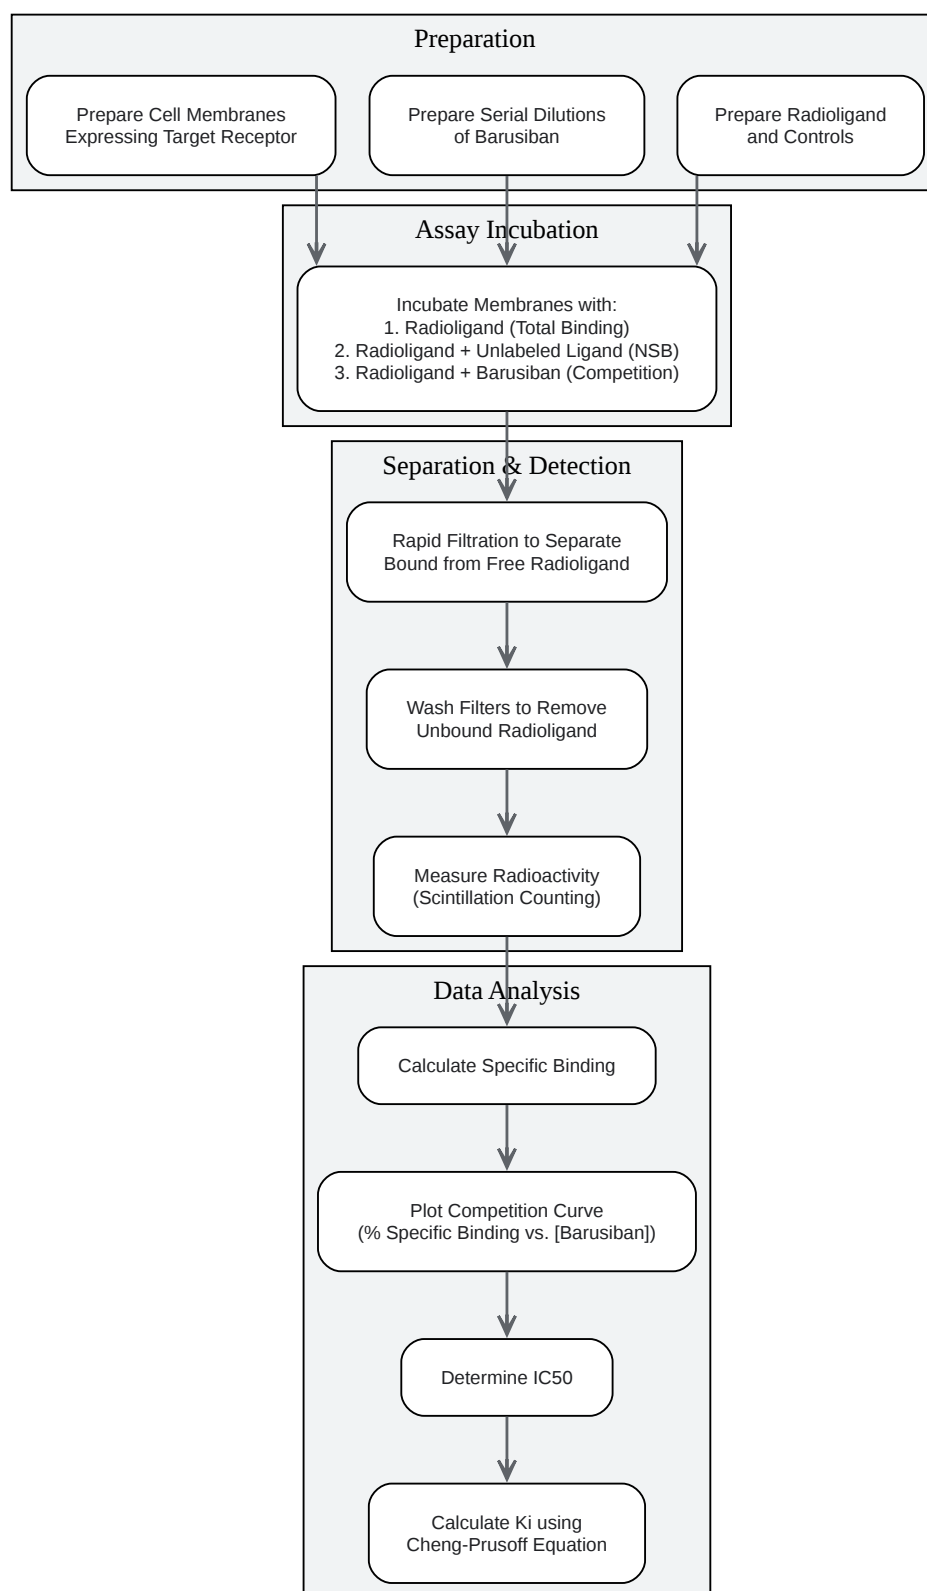 Preparation
Prepare Cell Membranes
Expressing Target Receptor
Prepare Serial Dilutions
of Barusiban
Prepare Radioligand
and Controls
Assay Incubation
Incubate Membranes with:
1. Radioligand (Total Binding)
2. Radioligand + Unlabeled Ligand (NSB)
3. Radioligand + Barusiban (Competition)
Separation & Detection
Rapid Filtration to Separate
Bound from Free Radioligand
Wash Filters to Remove
Unbound Radioligand
Measure Radioactivity
(Scintillation Counting)
Data Analysis
Calculate Specific Binding
Plot Competition Curve
(% Specific Binding vs. [Barusiban])
Determine IC50
Calculate Ki using
Cheng-Prusoff Equation